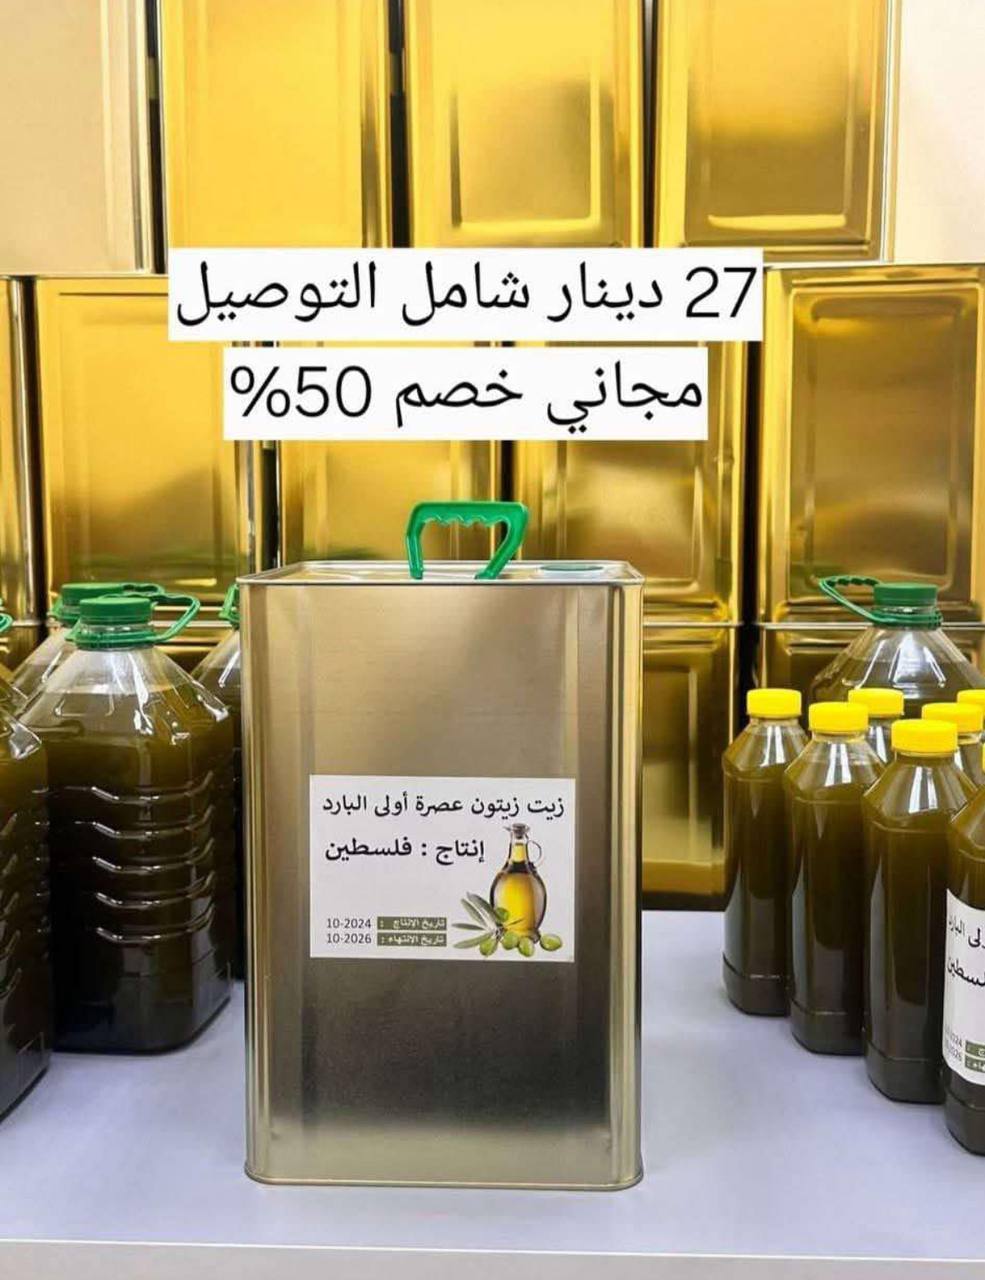 27 دينار شامل التوصيل
مجاني خصم 50%
زيت زيتون عصرة أولى البارد
إنتاج : فلسطين
تاريخ الإنتاج : 10-2024
تاريخ الإنتهاء : 10-2026